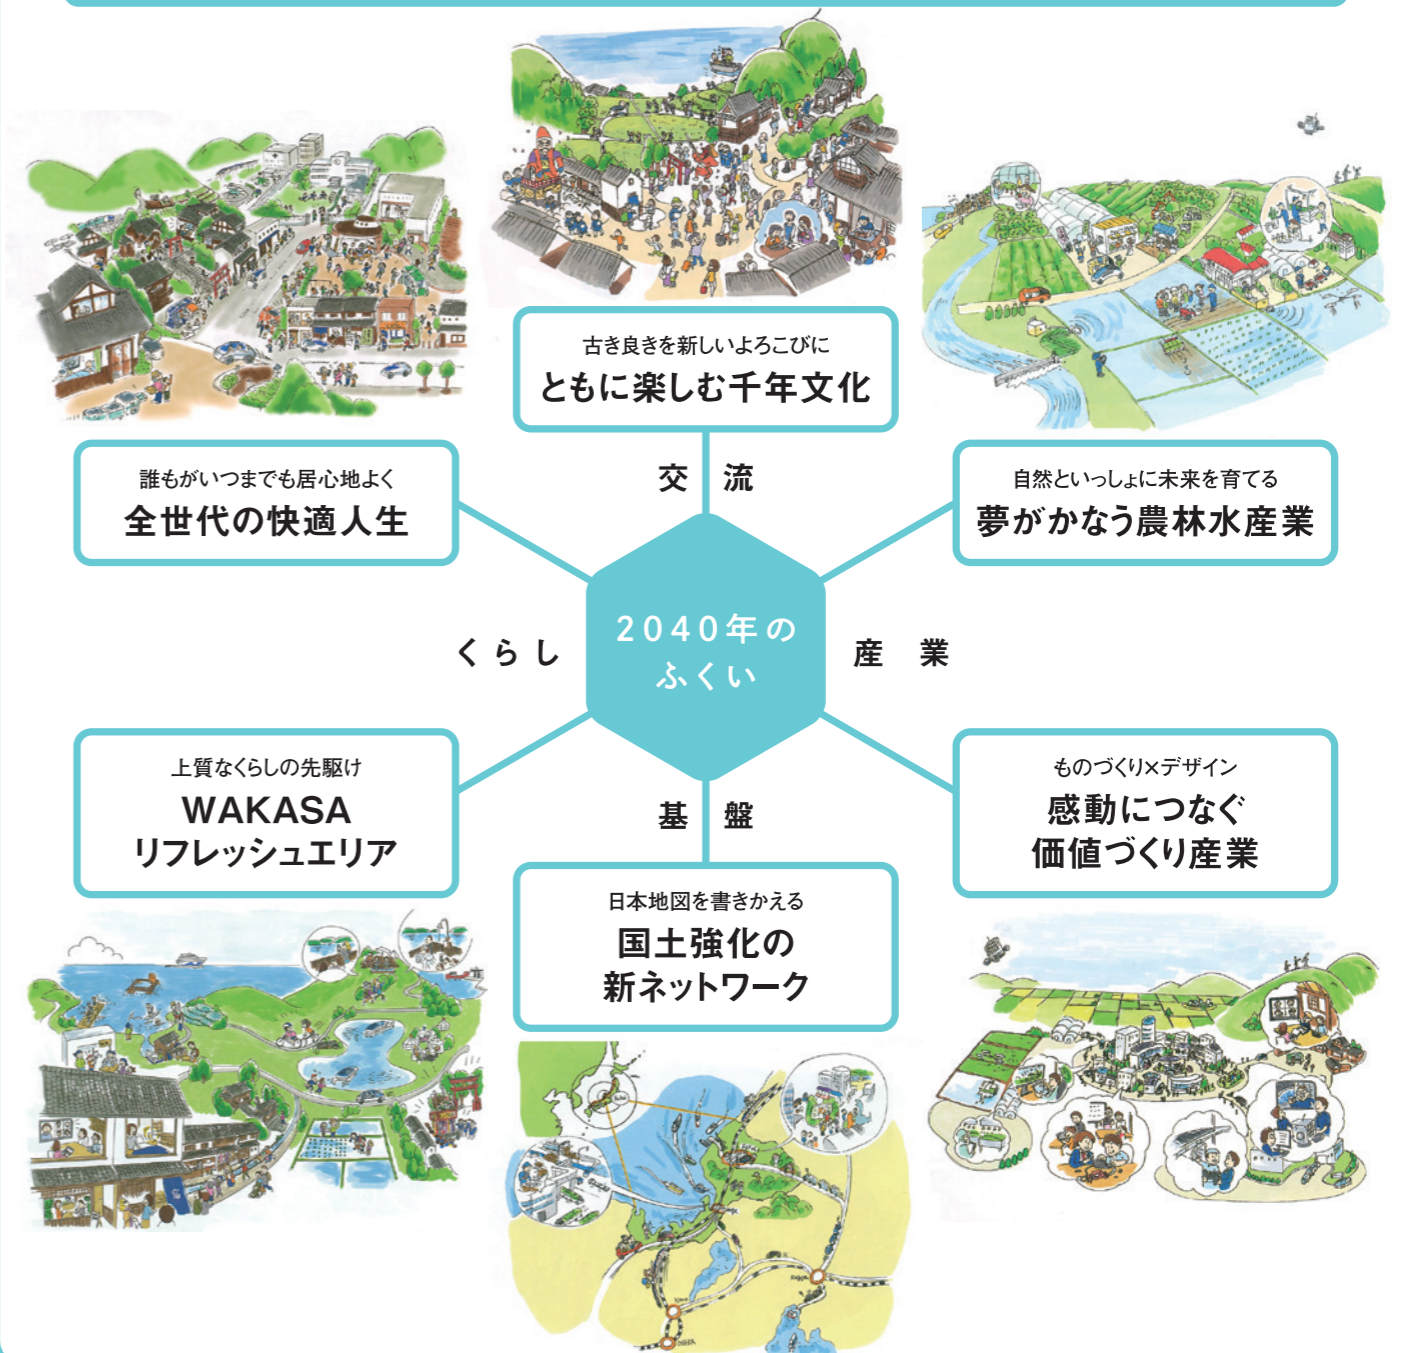 古き良きを新しいよろこびに
ともに楽しむ千年文化
誰もがいつまでも居心地よく
全世代の快適人生
交 流
自然といっしょに未来を育てる
夢がかなう農林水産業
くらし
2040年の
ふくい
産 業
上質なくらしの先駆け
WAKASA
リフレッシュエリア
基 盤
ものづくり×デザイン
感動につなぐ
価値づくり産業
日本地図を書きかえる
国土強化の
新ネットワーク